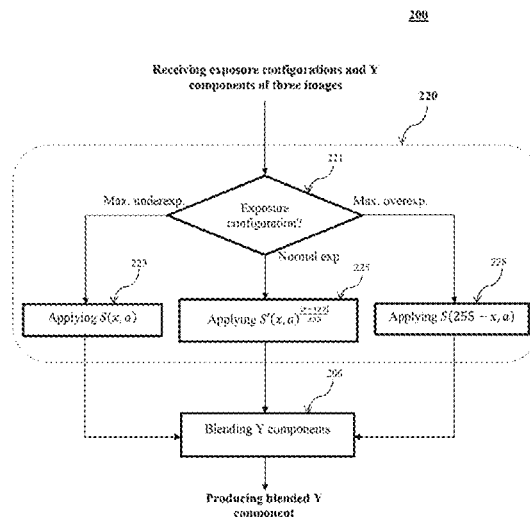 200
Receiving exposure configurations and Y
components of three images
220
221
Max. underexp.
Exposure
configuration?
Max. overexp.
Normal exp
223
225
Applying S(x, a)
Applying S'(x, a)
Applying S(255 − x, a)
Blending Y components
Producing blended Y
component